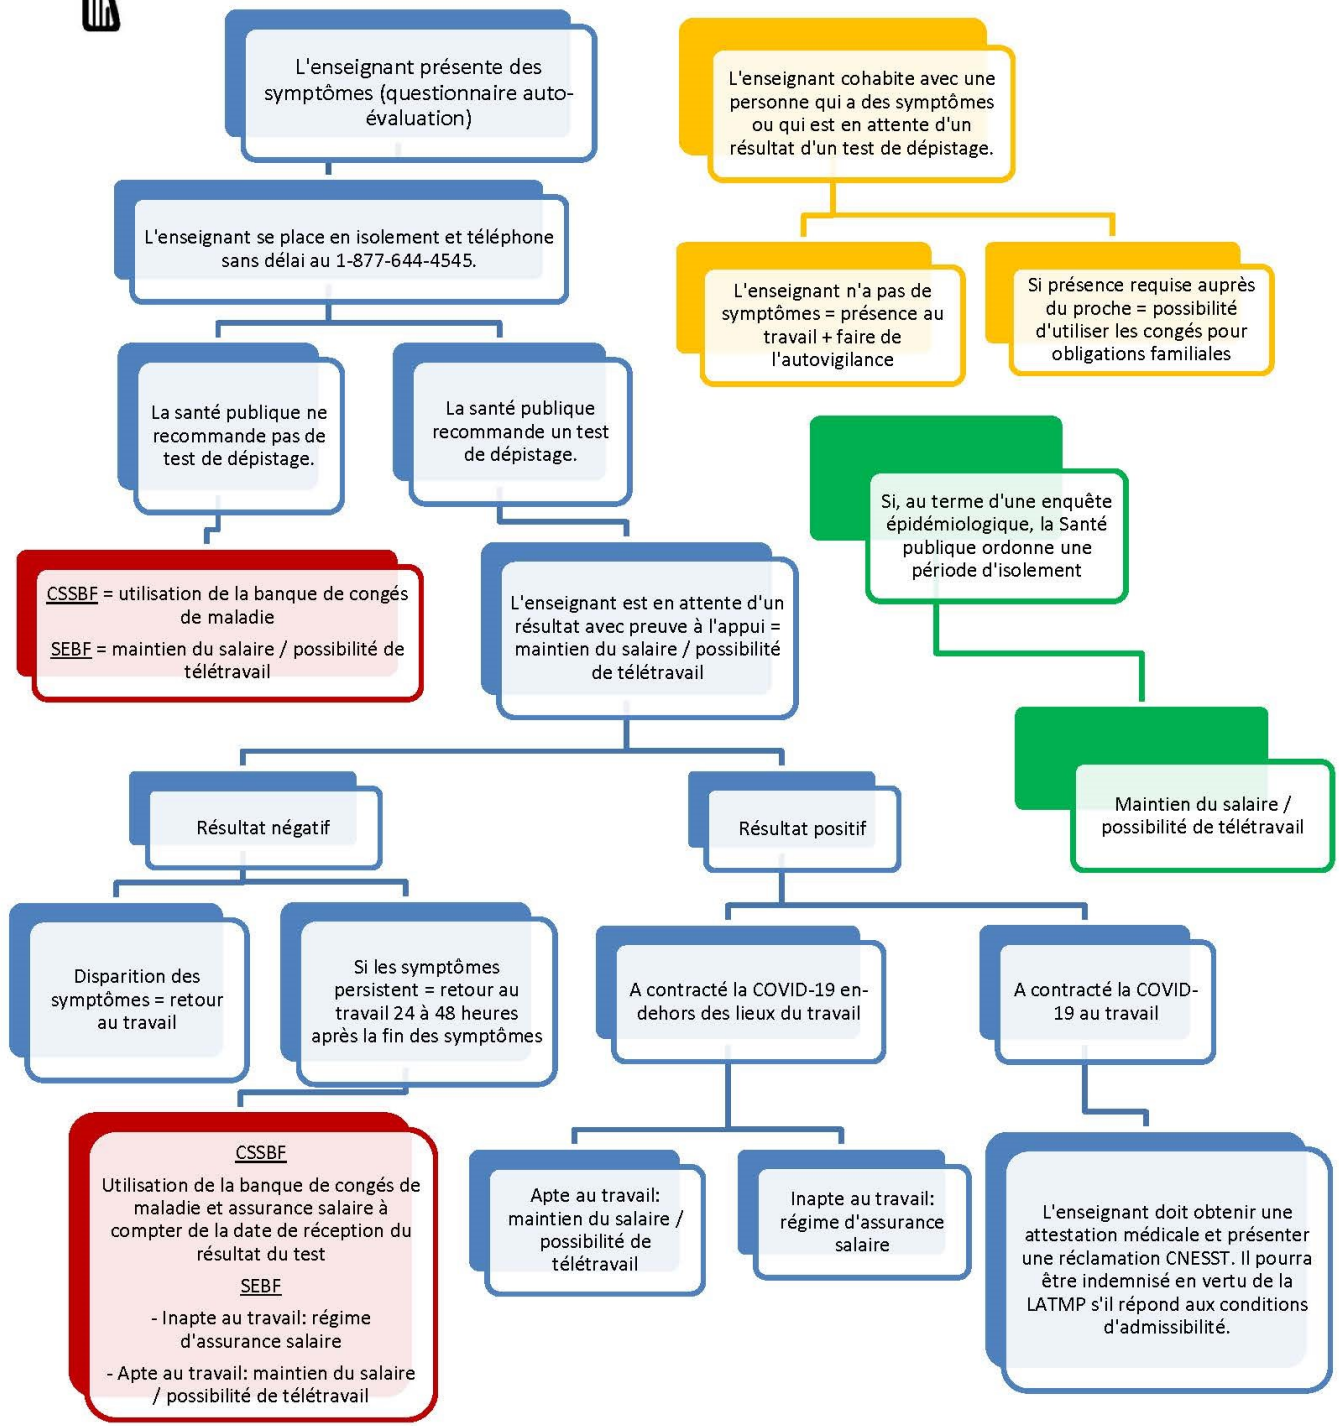 L'enseignant présente des
symptômes (questionnaire auto-
évaluation)
L'enseignant cohabite avec une
personne qui a des symptômes
ou qui est en attente d'un
résultat d'un test de dépistage.
L'enseignant se place en isolement et téléphone
sans délai au 1-877-644-4545.
L'enseignant n'a pas de
symptômes = présence au
travail + faire de
l'autovigilance
Si présence requise auprès
du proche = possibilité
d'utiliser les congés pour
obligations familiales
La santé publique ne
recommande pas de
test de dépistage.
La santé publique
recommande un test
de dépistage.
Si, au terme d'une enquête
épidémiologique, la Santé
publique ordonne une
période d'isolement
CSSBF = utilisation de la banque de congés
de maladie
SEBF = maintien du salaire / possibilité de
télétravail
L'enseignant est en attente d'un
résultat avec preuve à l'appui =
maintien du salaire / possibilité
de télétravail
Maintien du salaire /
possibilité de télétravail
Résultat négatif
Résultat positif
Disparition des
symptômes = retour
au travail
Si les symptômes
persistent = retour au
travail 24 à 48 heures
après la fin des symptômes
A contracté la COVID-19 en-
dehors des lieux du travail
A contracté la COVID-
19 au travail
CSSBF
Utilisation de la banque de congés de
maladie et assurance salaire à
compter de la date de réception du
résultat du test
SEBF
- Inapte au travail: régime
d'assurance salaire
- Apte au travail: maintien du salaire
/ possibilité de télétravail
Apte au travail:
maintien du salaire /
possibilité de
télétravail
Inapte au travail:
régime d'assurance
salaire
L'enseignant doit obtenir une
attestation médicale et présenter
une réclamation CNESST. Il pourra
être indemnisé en vertu de la
LATMP s'il répond aux conditions
d'admissibilité.